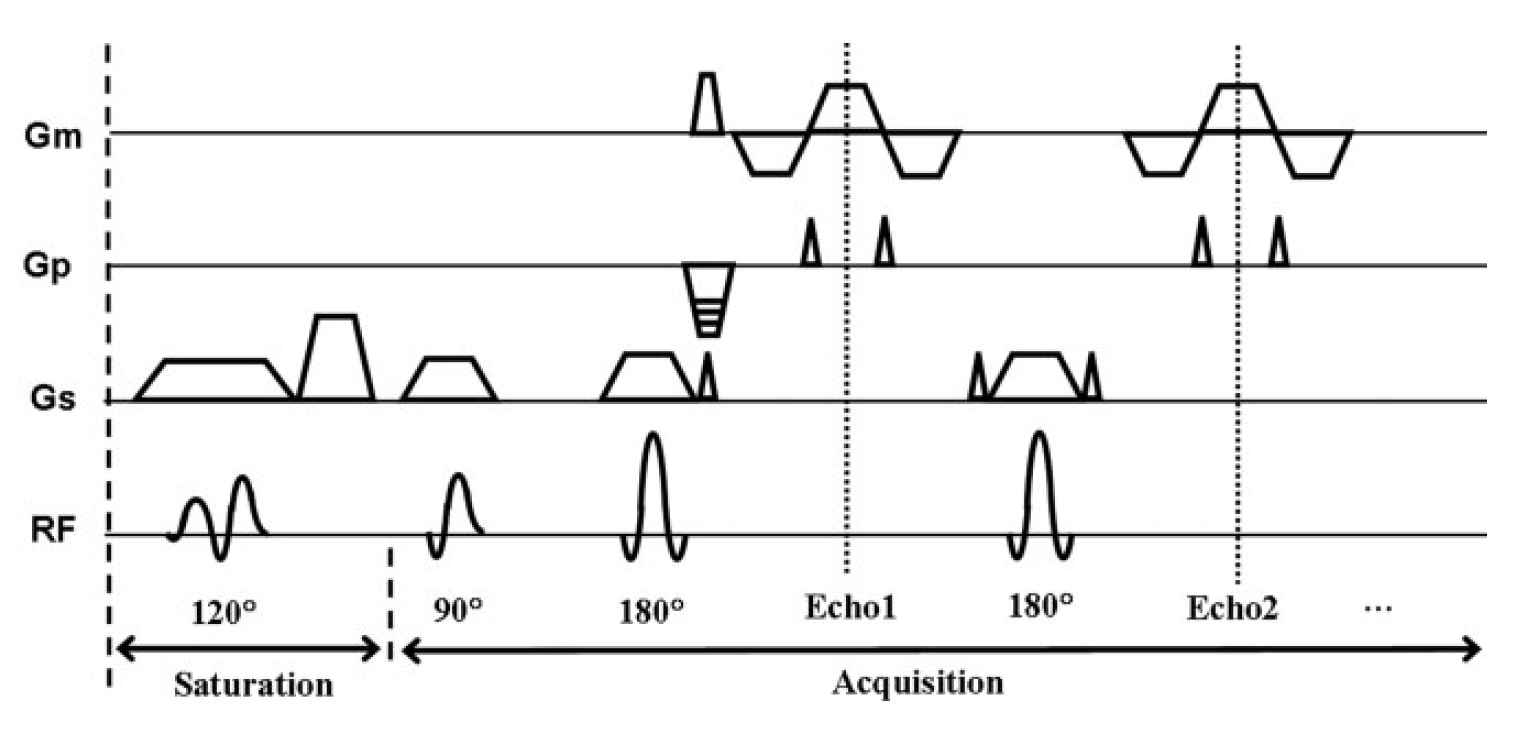 Gm
Gp
Gs
RF
120° 90° 180° Echo1 180° Echo2 ...
Saturation Acquisition